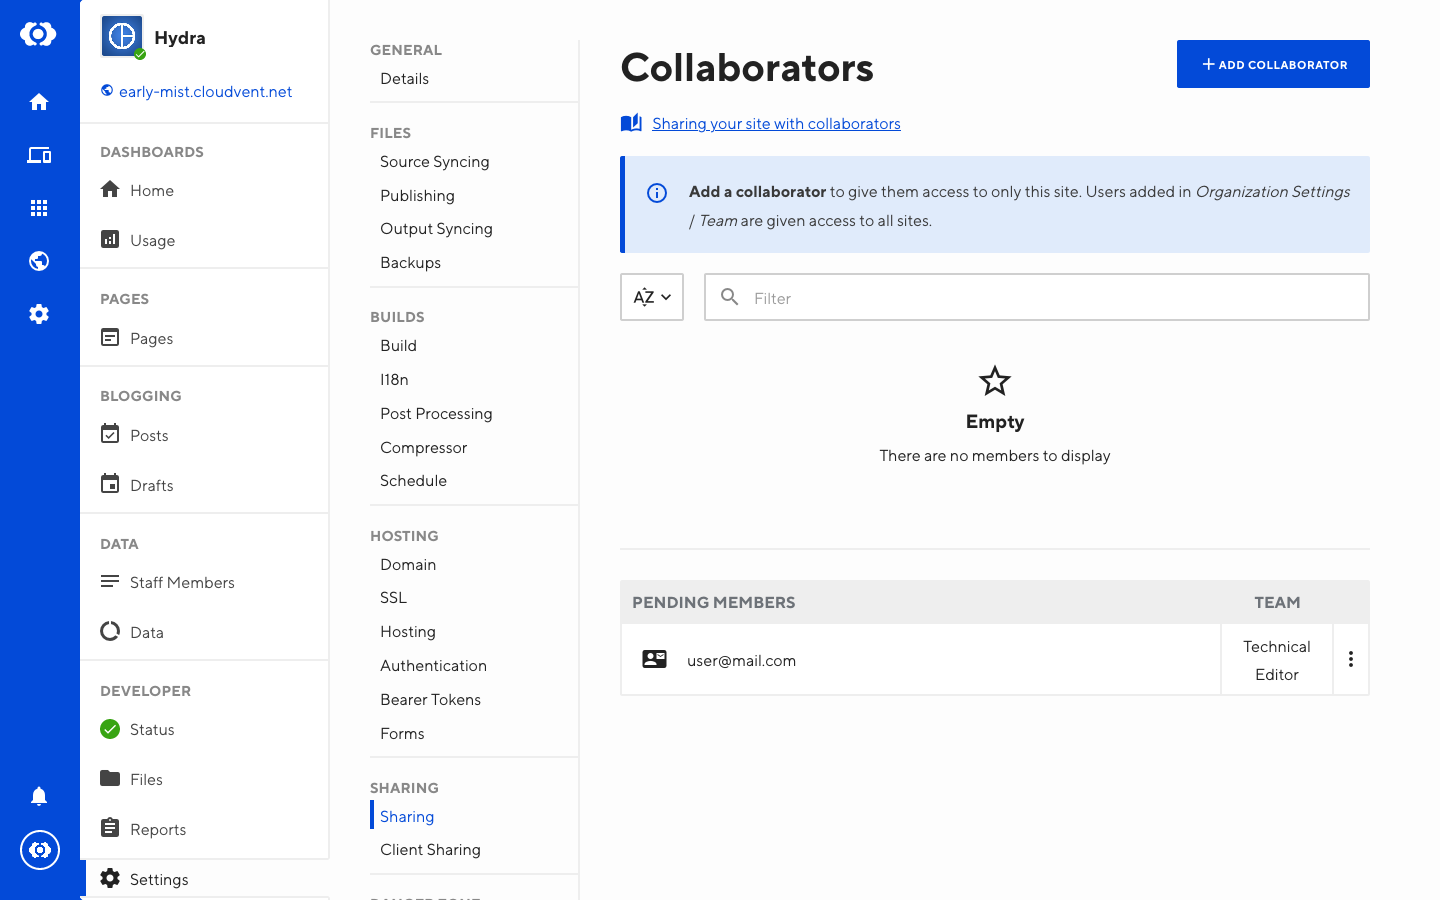 Hydra
early-mist.cloudvent.net
DASHBOARDS
Home
Usage
PAGES
Pages
BLOGGING
Posts
Drafts
DATA
Staff Members
Data
DEVELOPER
Status
Files
Reports
Settings
GENERAL
Details
FILES
Source Syncing
Publishing
Output Syncing
Backups
BUILDS
Build
I18n
Post Processing
Compressor
Schedule
HOSTING
Domain
SSL
Hosting
Authentication
Bearer Tokens
Forms
SHARING
Sharing
Client Sharing
Collaborators
ADD COLLABORATOR
Sharing your site with collaborators
Add a collaborator to give them access to only this site. Users added in Organization Settings
/ Team are given access to all sites.
AZ
Filter
Empty
There are no members to display
PENDING MEMBERS TEAM
user@mail.com
Technical
Editor